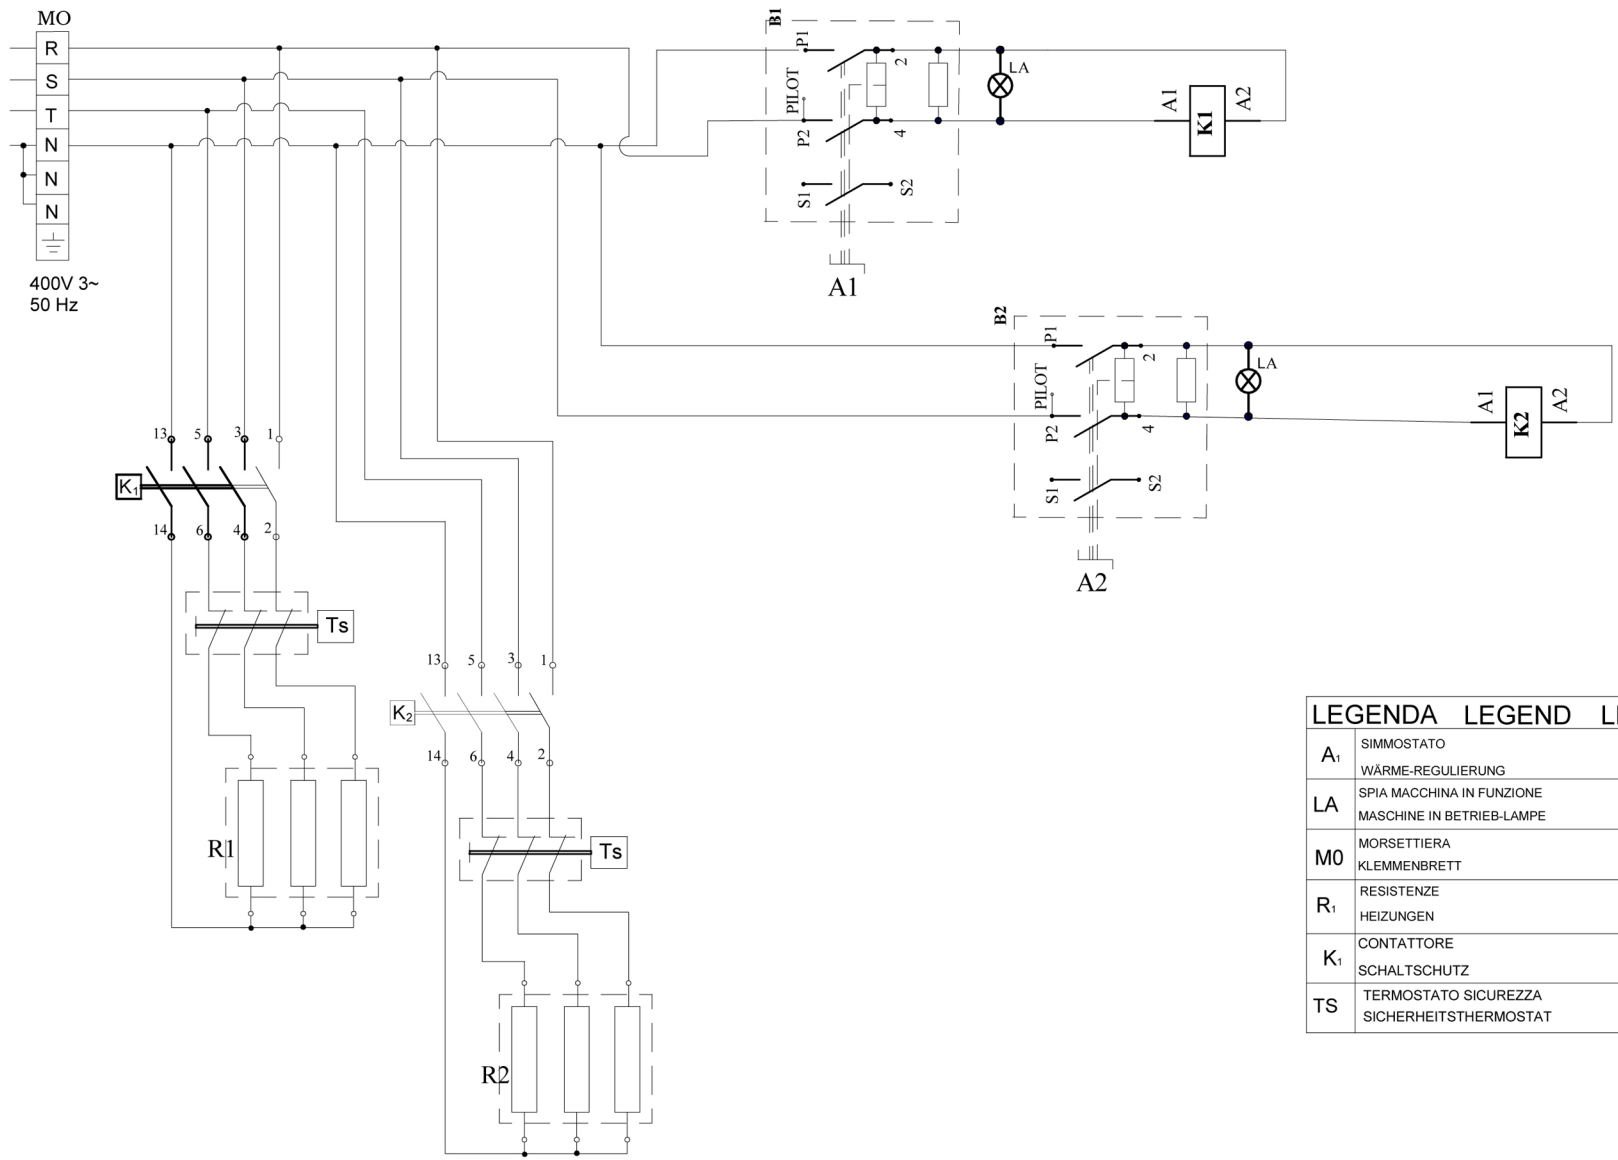 MO
R
S
T
N
N
N
400V 3~
50 Hz
B1
P1
2
LA
PILOT
P2
4
S1
S2
A1
A1
K1
A2
B2
P1
2
LA
PILOT
P2
4
S1
S2
A2
A1
K2
A2
13 5 3 1
K1
14 6 4 2
Ts
R1
13 5 3 1
K2
14 6 4 2
Ts
R2
LEGENDA LEGEND
A1 SIMMOSTATO
WÄRME-REGULIERUNG
LA SPIA MACCHINA IN FUNZIONE
MASCHINE IN BETRIEB-LAMPE
M0 MORSETTIERA
KLEMMENBRETT
R1 RESISTENZE
HEIZUNGEN
K1 CONTATTORE
SCHALTSCHUTZ
TS TERMOSTATO SICUREZZA
SICHERHEITSTHERMOSTAT